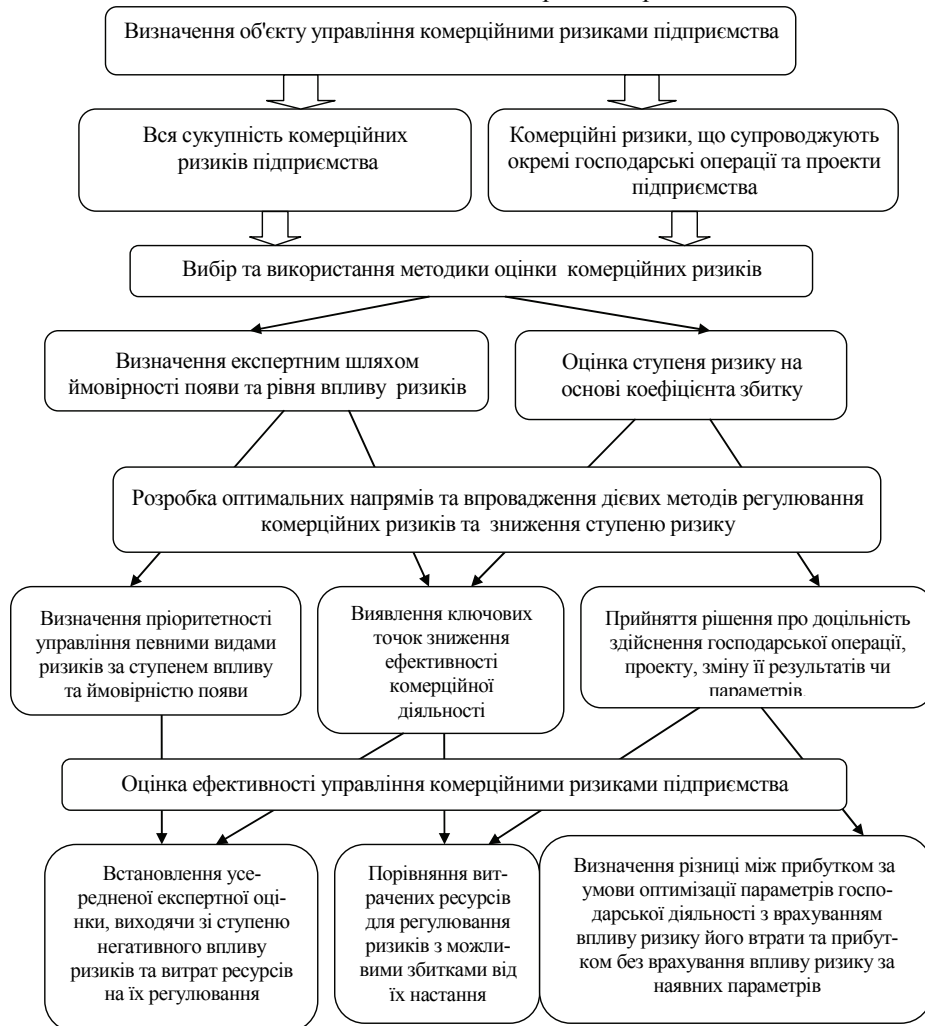 Визначення об'єкту управління комерційними ризиками підприємства
Вся сукупність комерційних
ризиків підприємства
Комерційні ризики, що супроводжують
окремі господарські операції та проекти
підприємства
Вибір та використання методики оцінки комерційних ризиків
Визначення експертним шляхом
ймовірності появи та рівня впливу ризиків
Оцінка ступеня ризику на
основі коефіцієнта збитку
Розробка оптимальних напрямів та впровадження дієвих методів регулювання
комерційних ризиків та зниження ступеню ризику
Визначення пріоритетності
управління певними видами
ризиків за ступенем впливу
та ймовірністю появи
Виявлення ключових
точок зниження
ефективності
комерційної
діяльності
Прийняття рішення про доцільність
здійснення господарської операції,
проекту, зміну її результатів чи
параметрів.
Оцінка ефективності управління комерційними ризиками підприємства
Встановлення усе-
редненої експертної оці-
нки, виходячи зі ступеню
негативного впливу
ризиків та витрат ресурсів
на їх регулювання
Порівняння вит-
рачених ресурсів
для регулювання
ризиків з можли-
вими збитками від
їх настання
Визначення різниці між прибутком за
умови оптимізації параметрів госпо-
дарської діяльності з врахуванням
впливу ризику його втрати та прибут-
ком без врахування впливу ризику за
наявних параметрів